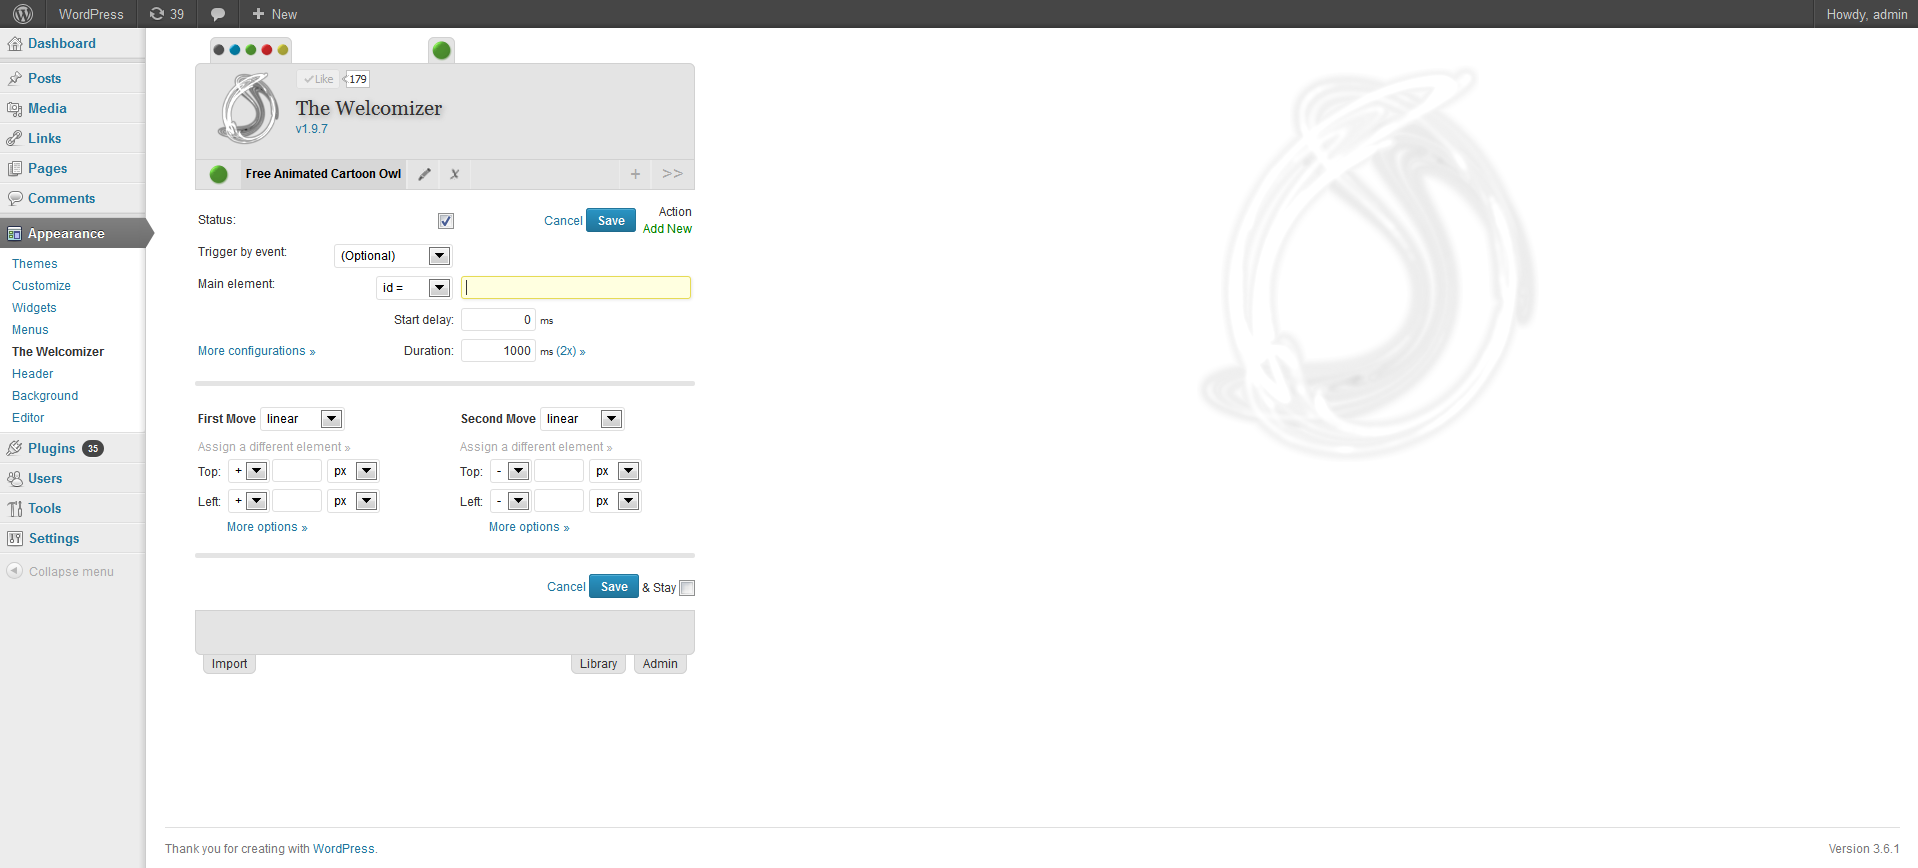 WordPress 39 New Howdy, admin
Dashboard
Posts
Media
Links
Pages
Comments
Appearance
Themes
Customize
Widgets
Menus
The Welcomizer
Header
Background
Editor
Plugins 35
Users
Tools
Settings
Collapse menu
Like 179
The Welcomizer
v1.9.7
Free Animated Cartoon Owl x + >>
Status: Cancel Save Action
Add New
Trigger by event: (Optional)
Main element: id =
Start delay: 0 ms
More configurations » Duration: 1000 ms (2x) »
First Move linear Second Move linear
Assign a different element » Assign a different element »
Top: + px Top: - px
Left: + px Left: - px
More options » More options »
Cancel Save & Stay
Import Library Admin
Thank you for creating with WordPress. Version 3.6.1